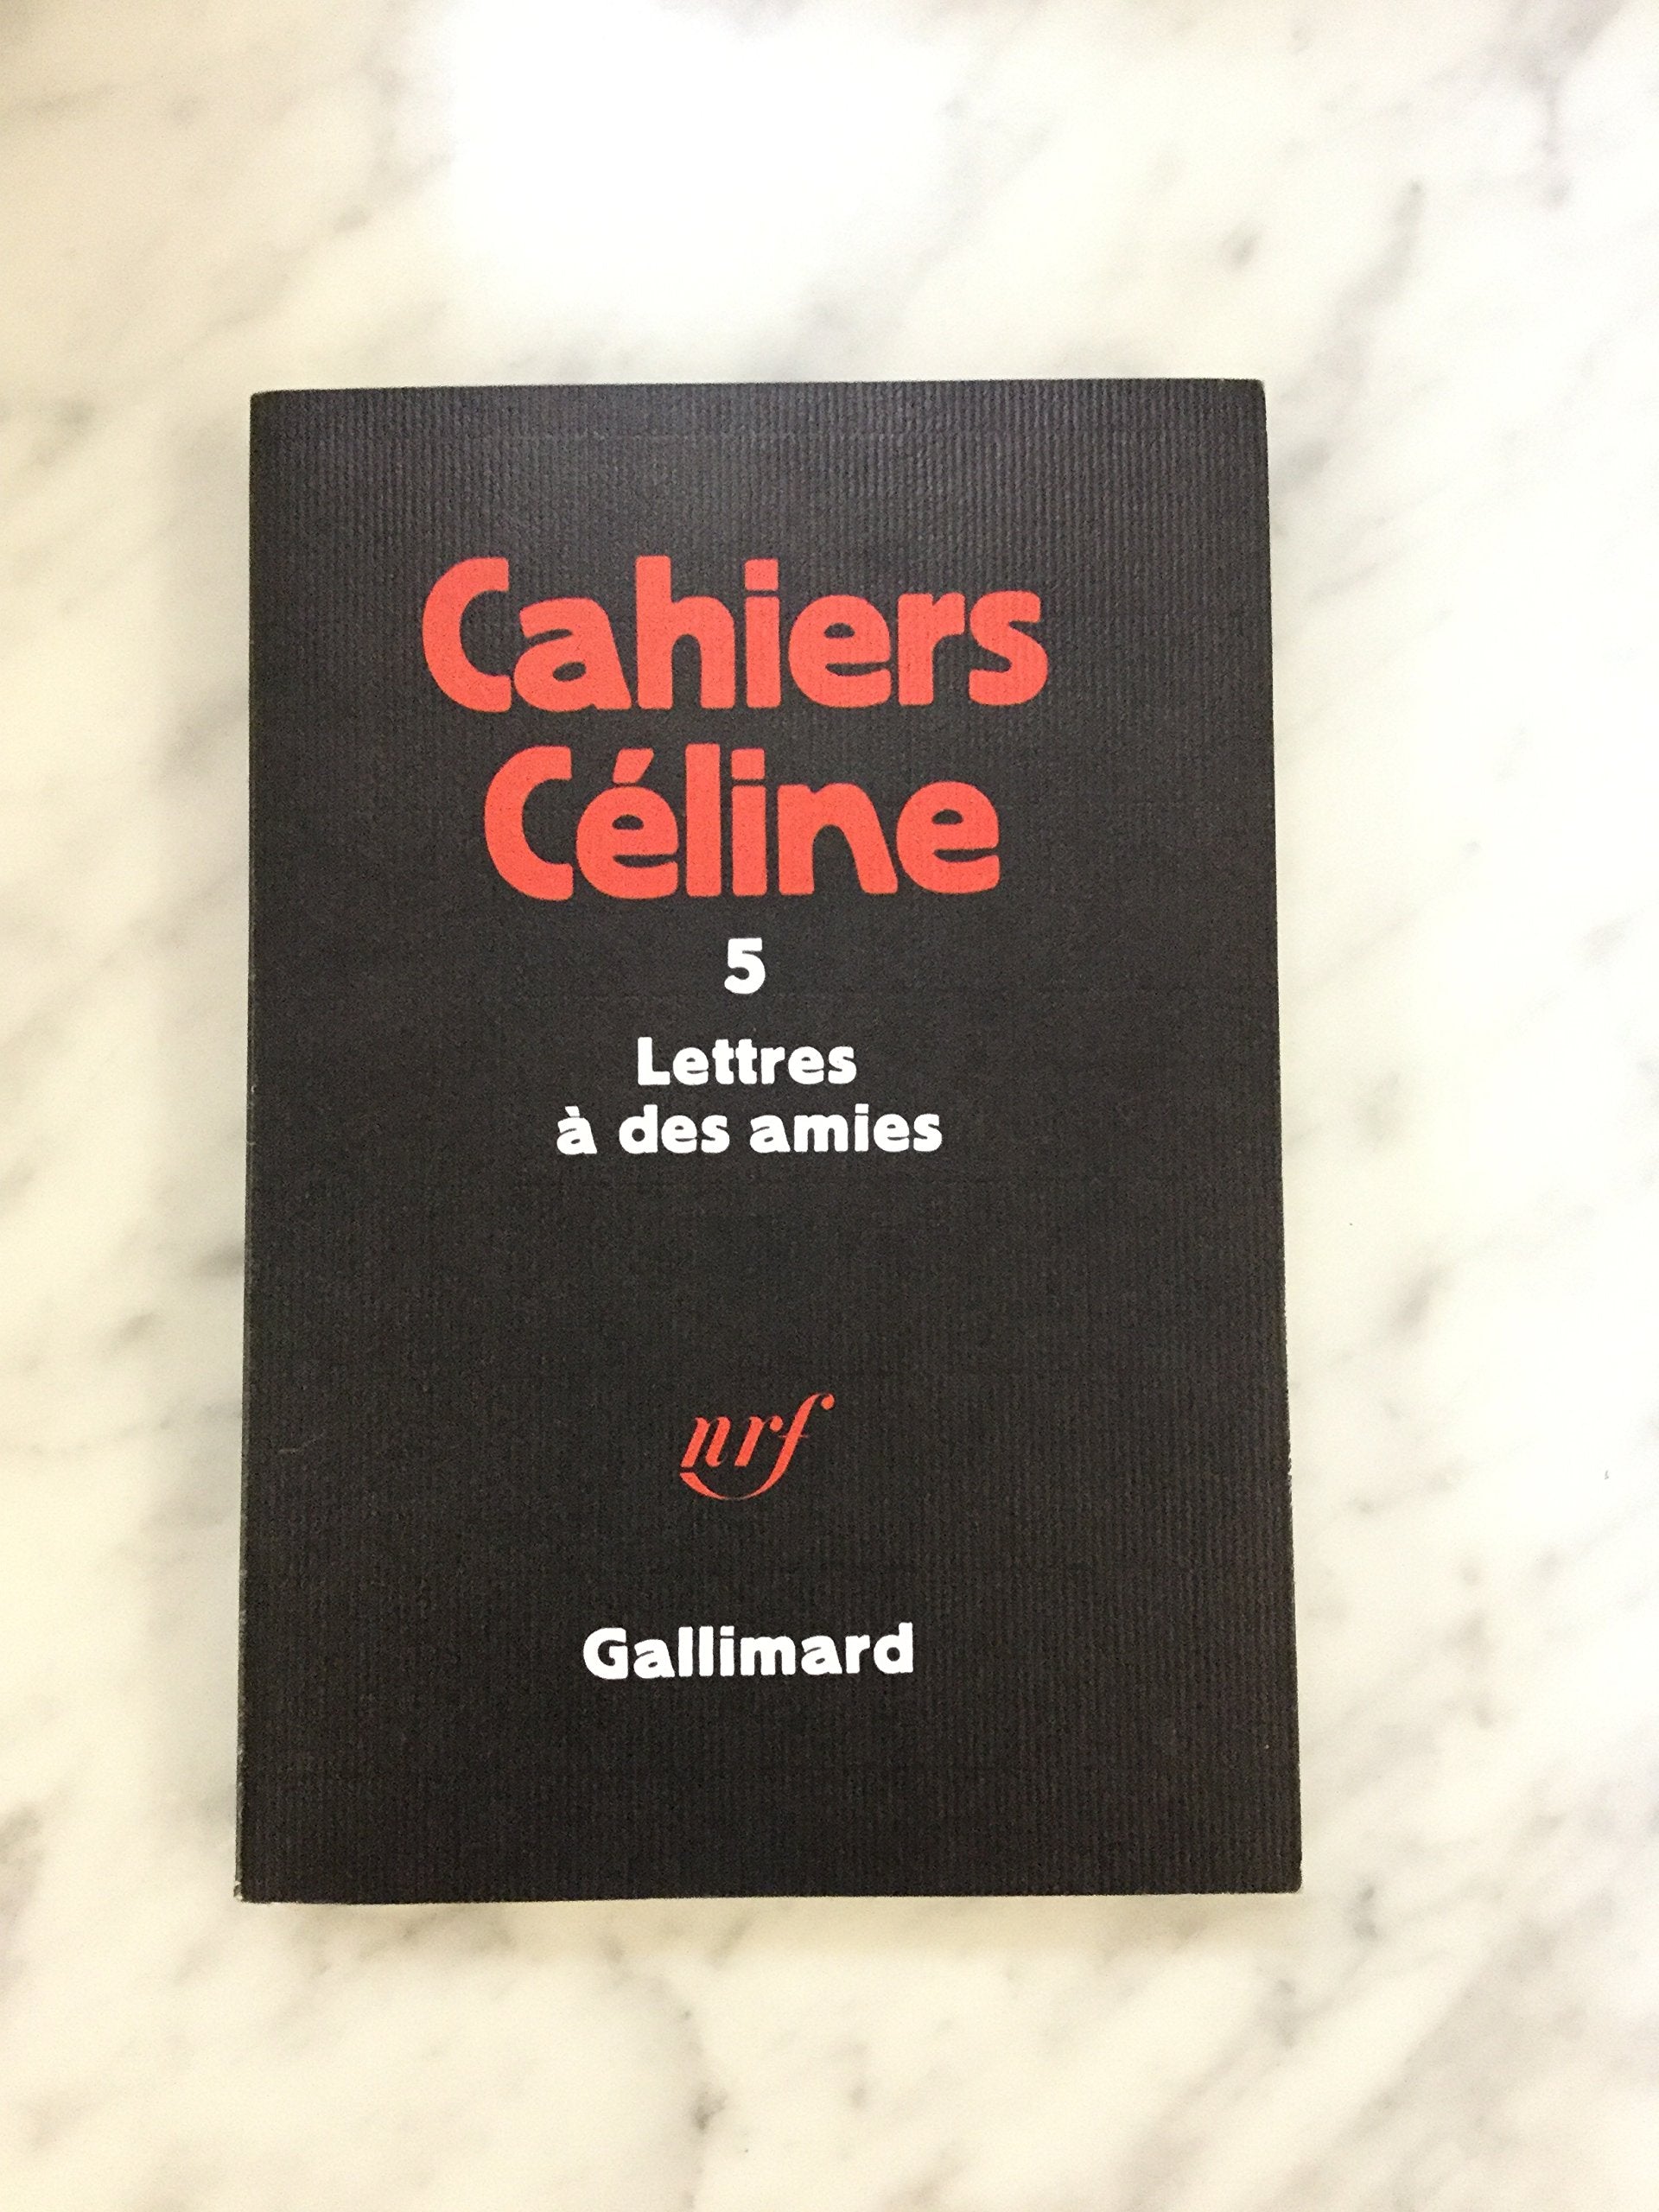 Cahiers
Céline
5
Lettres
à des amies
nrf
Gallimard